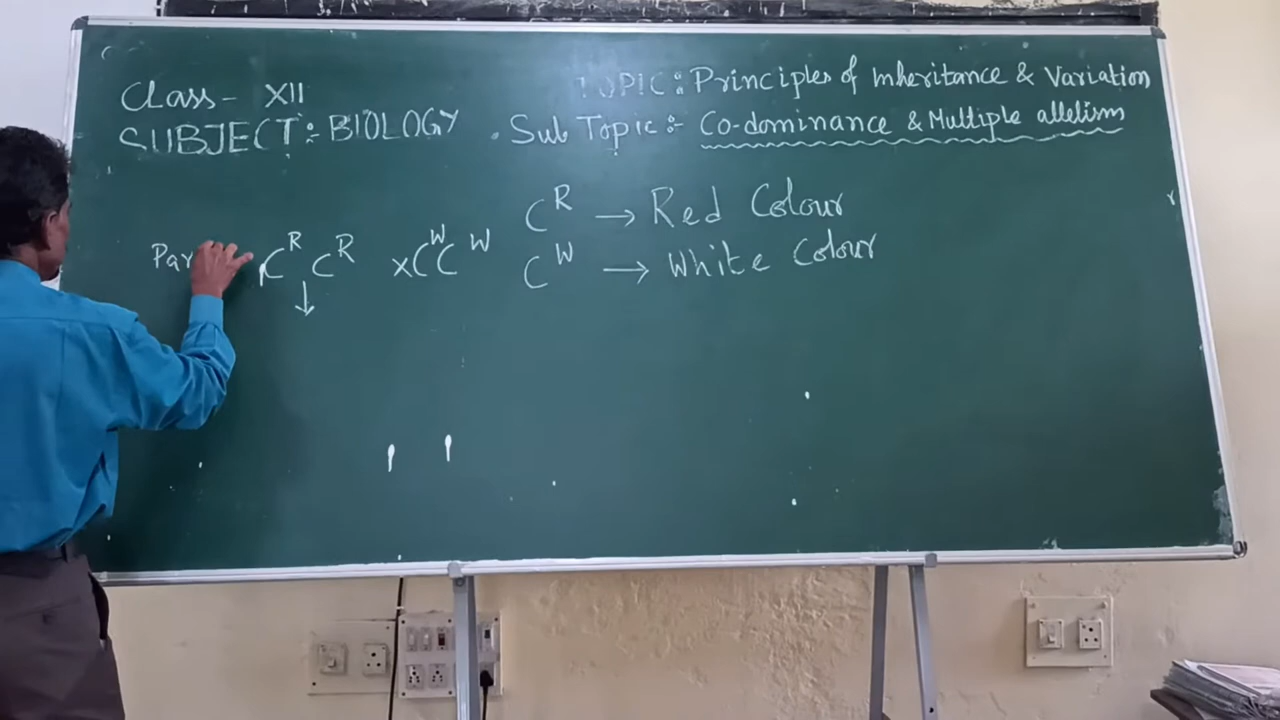 Class- XII
TOPIC: Principles of Inheritance & Variation
SUBJECT:- BIOLOGY . Sub Topic:- Co-dominance & Multiple allelism
C^R → Red Colour
Par C^R C^R x C^W C^W
C^W → White Colour
↓